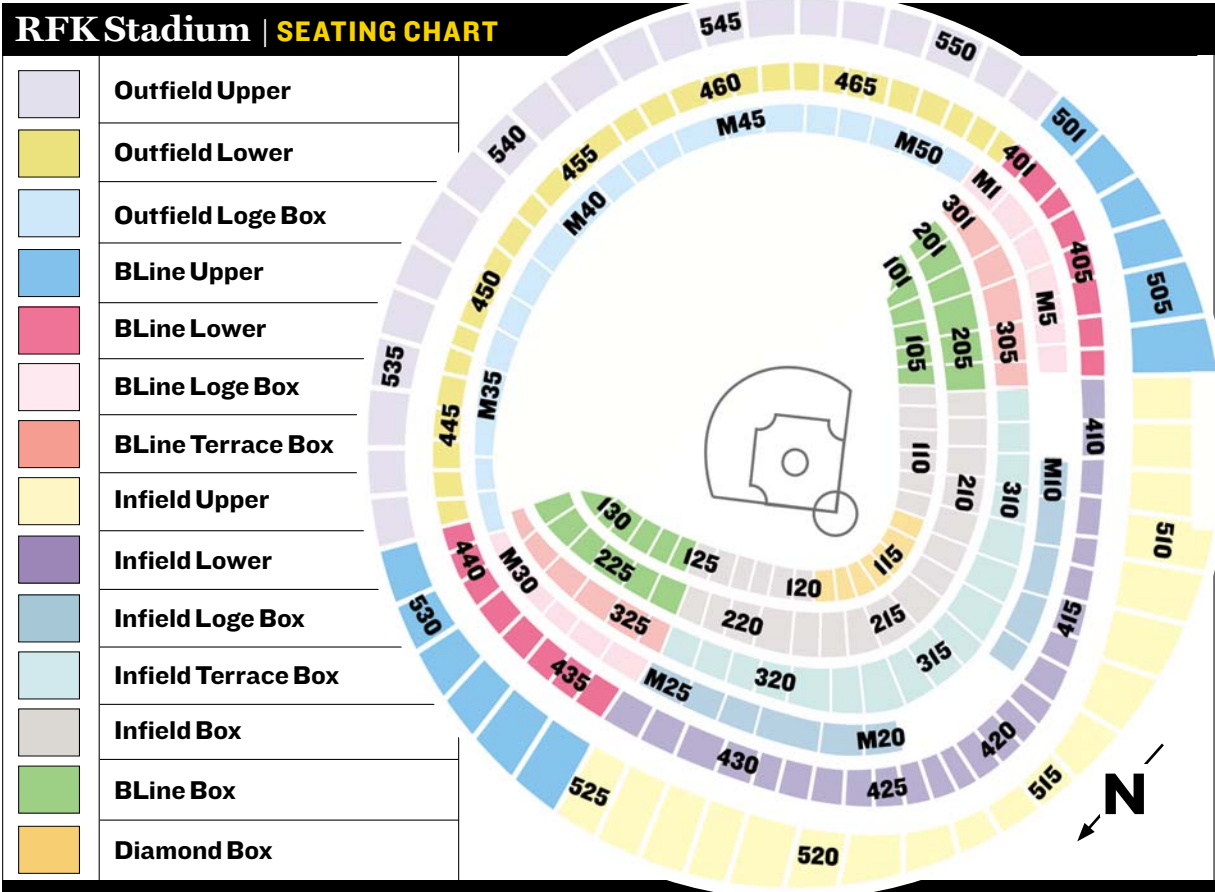 RFK Stadium | SEATING CHART
Outfield Upper
Outfield Lower
Outfield Loge Box
BLine Upper
BLine Lower
BLine Loge Box
BLine Terrace Box
Infield Upper
Infield Lower
Infield Loge Box
Infield Terrace Box
Infield Box
BLine Box
Diamond Box
501
505
510
515
520
525
530
535
540
545
550
401
405
410
415
420
425
430
435
440
445
450
455
460
465
M1
M5
M10
M20
M25
M30
M35
M40
M45
M50
301
305
310
315
320
325
201
205
210
215
220
225
101
105
110
115
120
125
130
N